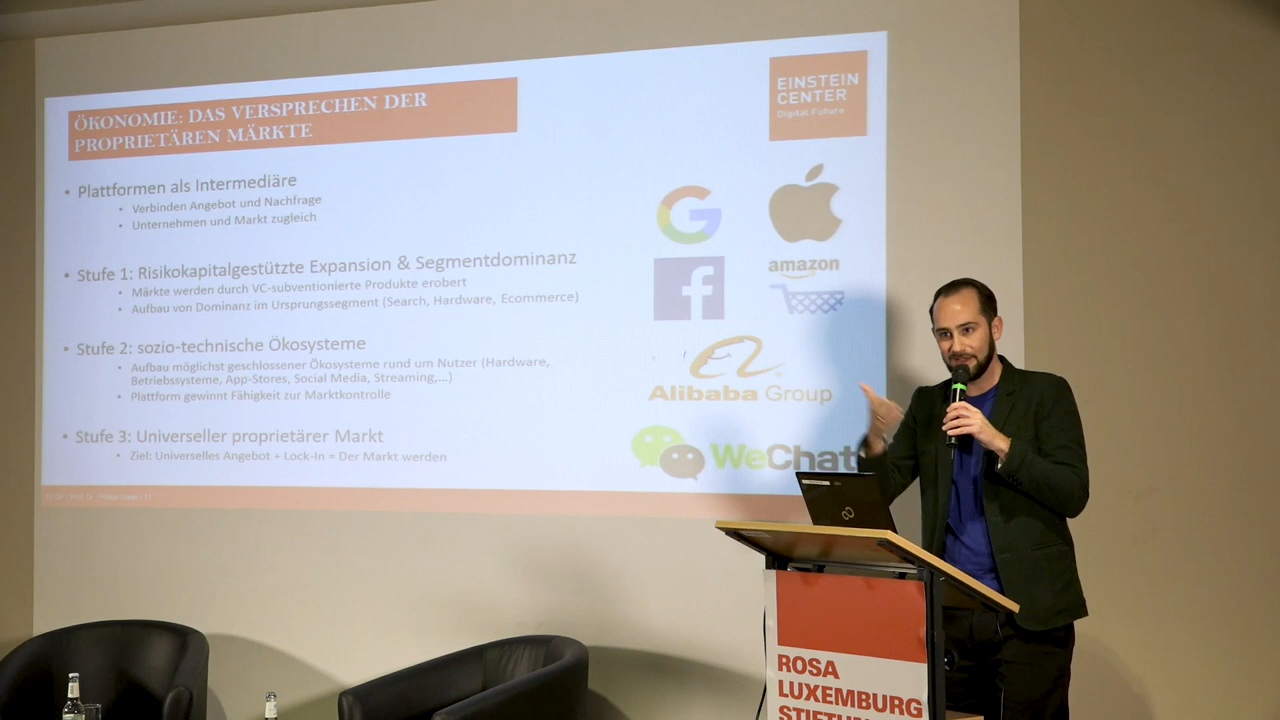 ÖKONOMIE: DAS VERSPRECHEN DER
PROPRIETÄREN MÄRKTE
EINSTEIN
CENTER
Digital Future
• Plattformen als Intermediäre
• Verbinden Angebot und Nachfrage
• Unternehmen und Markt zugleich
• Stufe 1: Risikokapitalgestützte Expansion & Segmentdominanz
• Märkte werden durch VC-subventionierte Produkte erobert
• Aufbau von Dominanz im Ursprungssegment (Search, Hardware, Ecommerce)
• Stufe 2: sozio-technische Ökosysteme
• Aufbau möglichst geschlossener Ökosysteme rund um Nutzer (Hardware,
Betriebssysteme, App-Stores, Social Media, Streaming,...)
• Plattform gewinnt Fähigkeit zur Marktkontrolle
• Stufe 3: Universeller proprietärer Markt
• Ziel: Universelles Angebot + Lock-In = Der Markt werden
G
f
amazon
Alibaba Group
WeChat
ROSA
LUXEMBURG
STIFTUN